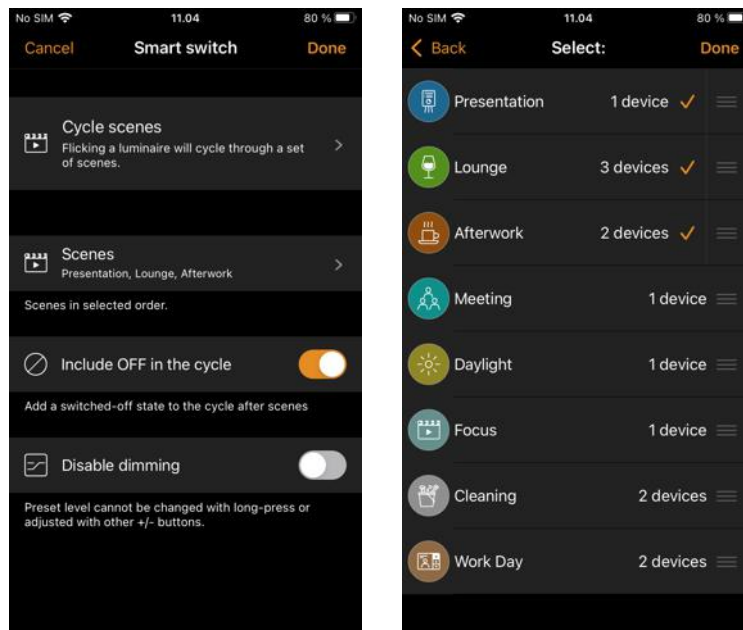 No SIM 11.04 80 %
Cancel Smart switch Done
Cycle scenes
Flicking a luminaire will cycle through a set
of scenes.
Scenes
Presentation, Lounge, Afterwork
Scenes in selected order.
Include OFF in the cycle
Add a switched-off state to the cycle after scenes
Disable dimming
Preset level cannot be changed with long-press or
adjusted with other +/- buttons.
No SIM 11.04 80 %
Back Select: Done
Presentation 1 device
Lounge 3 devices
Afterwork 2 devices
Meeting 1 device
Daylight 1 device
Focus 1 device
Cleaning 2 devices
Work Day 2 devices